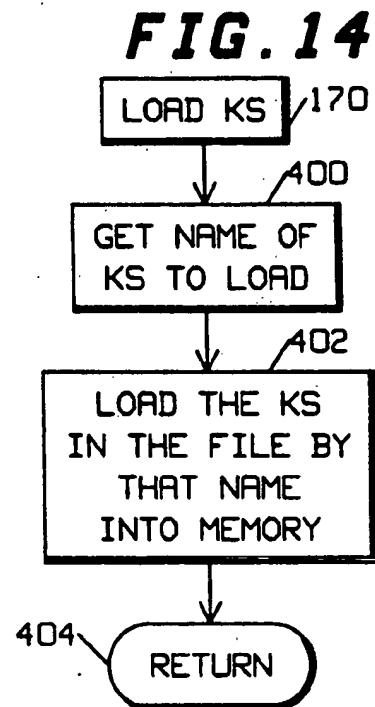 FIG. 14
LOAD KS
170
400
GET NAME OF
KS TO LOAD
402
LOAD THE KS
IN THE FILE BY
THAT NAME
INTO MEMORY
404
RETURN